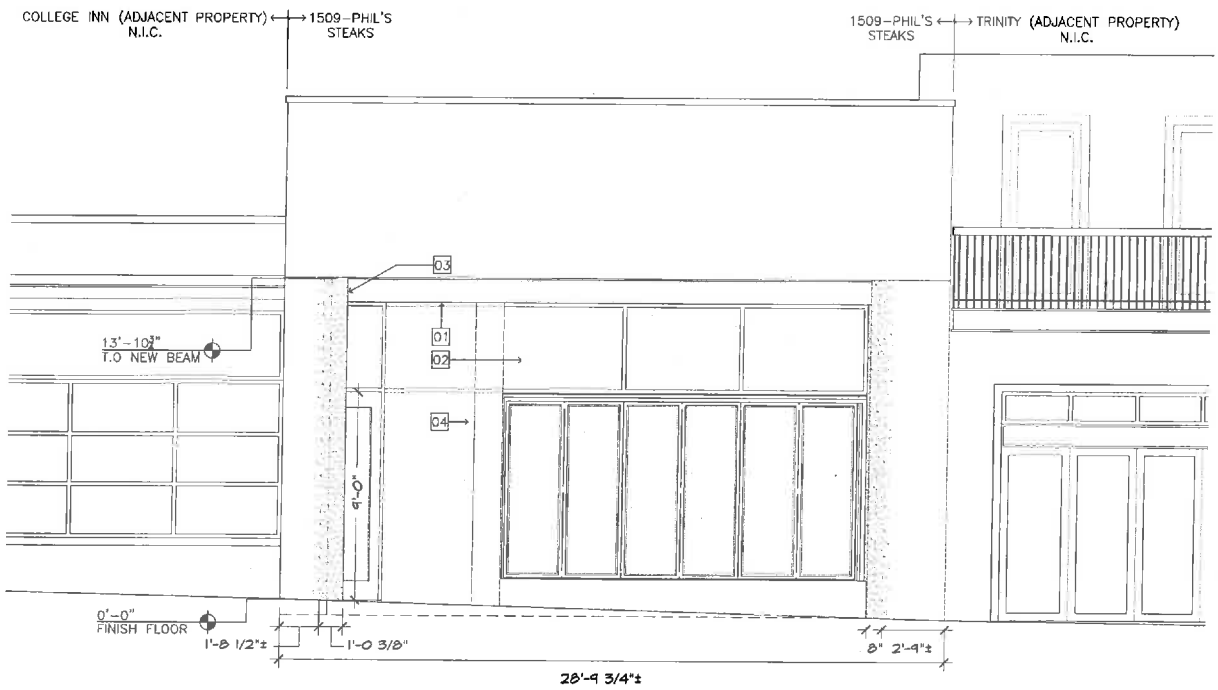 COLLEGE INN (ADJACENT PROPERTY)
N.I.C.
1509-PHIL'S
STEAKS
1509-PHIL'S
STEAKS
TRINITY (ADJACENT PROPERTY)
N.I.C.
03
01
02
04
13'-10¾"
T.O NEW BEAM
9'-0"
0'-0"
FINISH FLOOR
1'-8 1/2"±
1'-0 3/8"
8"
2'-9"±
28'-9 3/4"±